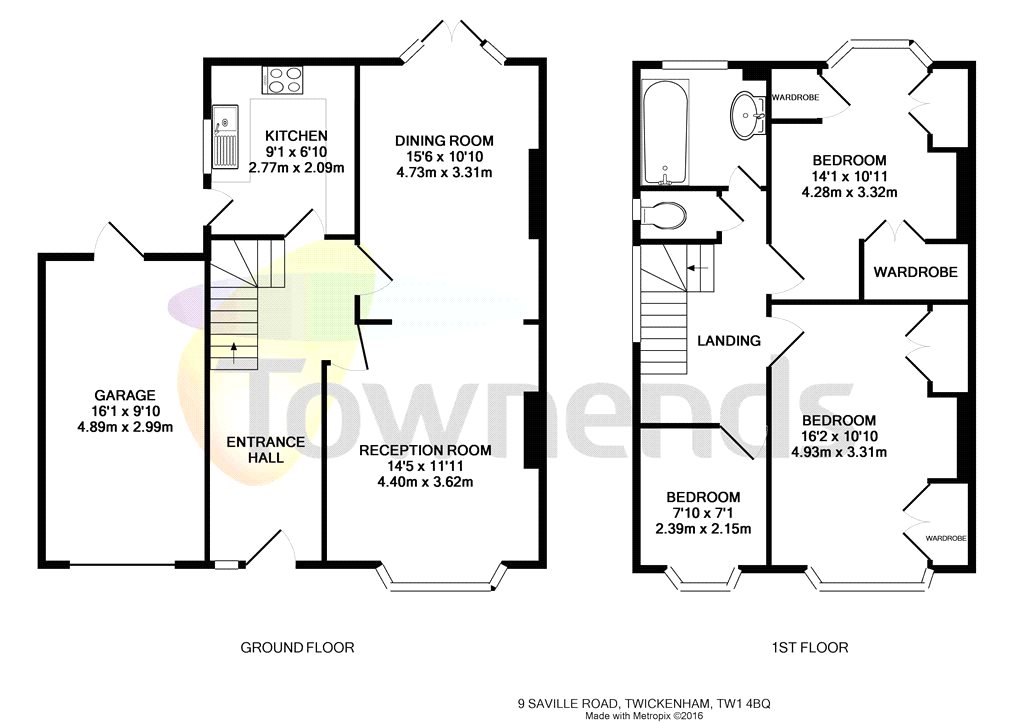 KITCHEN
9'1 x 6'10
2.77m x 2.09m
DINING ROOM
15'6 x 10'10
4.73m x 3.31m
GARAGE
16'1 x 9'10
4.89m x 2.99m
ENTRANCE
HALL
RECEPTION ROOM
14'5 x 11'11
4.40m x 3.62m
Townends
WARDROBE
BEDROOM
14'1 x 10'11
4.28m x 3.32m
WARDROBE
LANDING
BEDROOM
16'2 x 10'10
4.93m x 3.31m
BEDROOM
7'10 x 7'1
2.39m x 2.15m
WARDROBE
GROUND FLOOR
1ST FLOOR
9 SAVILLE ROAD, TWICKENHAM, TW1 4BQ
Made with Metropix ©2016